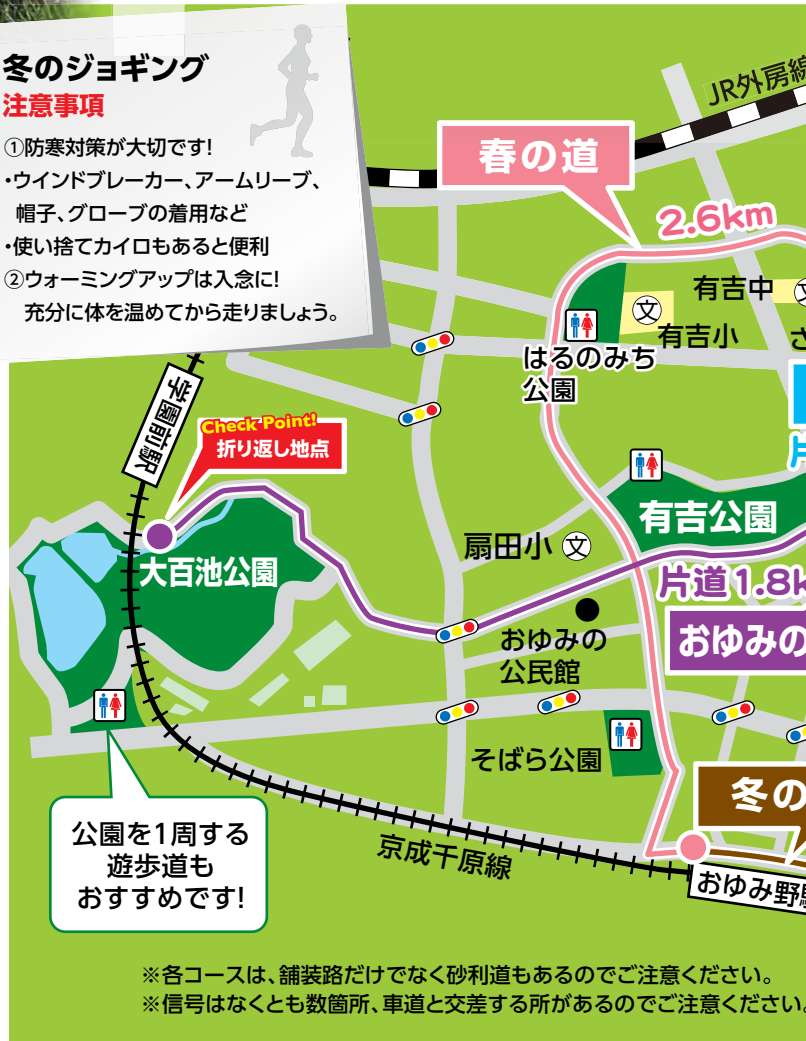 冬のジョギング
注意事項
①防寒対策が大切です!
・ウインドブレーカー、アームリーブ、
帽子、グローブの着用など
・使い捨てカイロもあると便利
②ウォーミングアップは入念に!
充分に体を温めてから走りましょう。
JR外房線
春の道
2.6km
有吉中
文
文
有吉小
さ
はるのみち
公園
片
学園前駅
Check Point!
折り返し地点
有吉公園
扇田小
文
大百池公園
片道1.8k
おゆみの
おゆみの
公民館
そばら公園
冬の
公園を1周する
遊歩道も
おすすめです!
京成千原線
おゆみ野駅
※各コースは、舗装路だけでなく砂利道もあるのでご注意ください。
※信号はなくとも数箇所、車道と交差する所があるのでご注意ください。